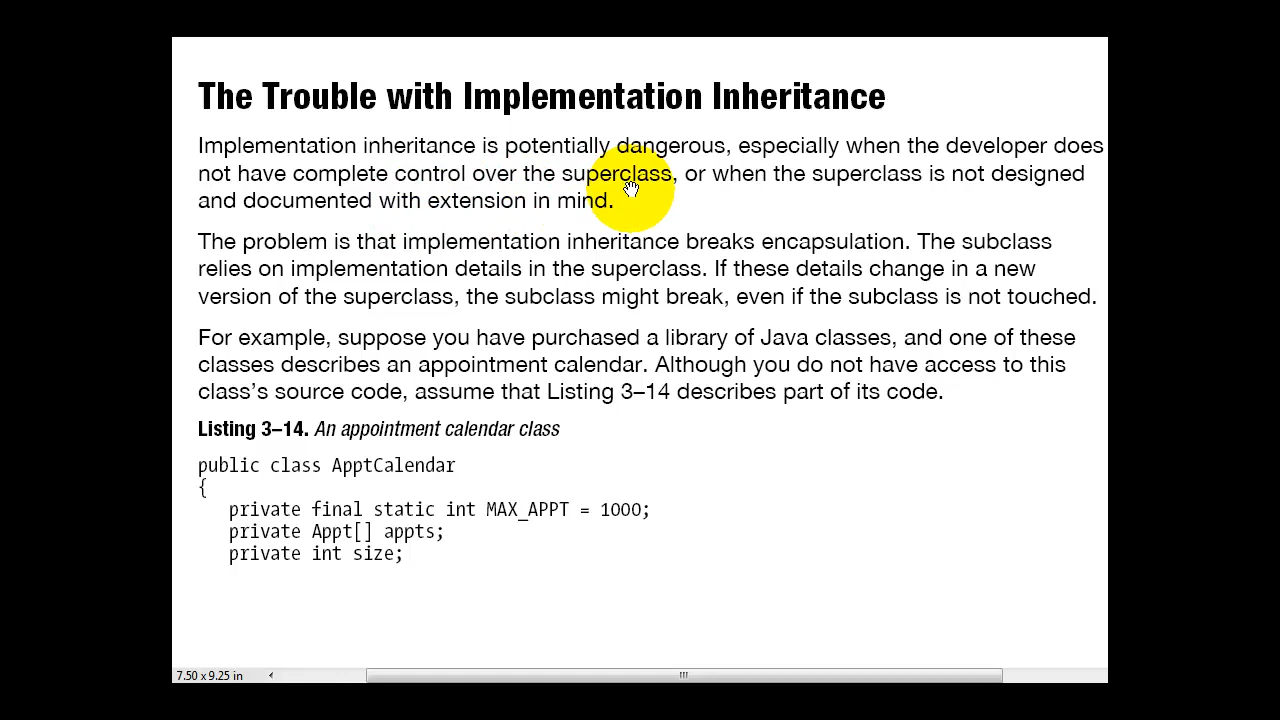 The Trouble with Implementation Inheritance
Implementation inheritance is potentially dangerous, especially when the developer does
not have complete control over the superclass, or when the superclass is not designed
and documented with extension in mind.
The problem is that implementation inheritance breaks encapsulation. The subclass
relies on implementation details in the superclass. If these details change in a new
version of the superclass, the subclass might break, even if the subclass is not touched.
For example, suppose you have purchased a library of Java classes, and one of these
classes describes an appointment calendar. Although you do not have access to this
class's source code, assume that Listing 3–14 describes part of its code.
Listing 3–14. An appointment calendar class
public class ApptCalendar
{
private final static int MAX_APPT = 1000;
private Appt[] appts;
private int size;
7.50 x 9.25 in